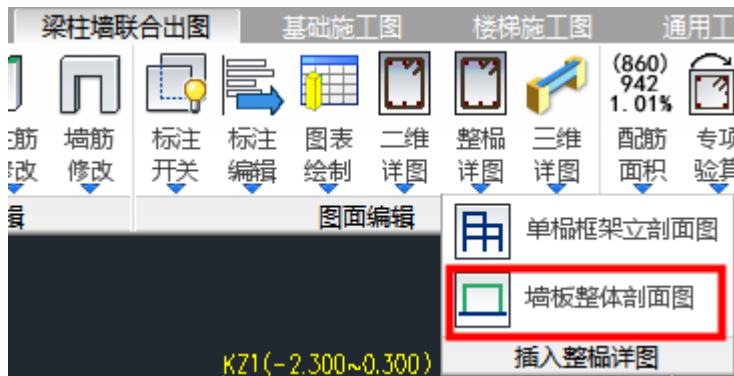 梁柱墙联合出图 基础施工图 楼梯施工图 通用工
筋 墙筋 标注 标注 图表 二维 整榀 三维 配筋 专项
改 修改 开关 编辑 绘制 详图 详图 详图 面积 验算
(860)
942
1.01%
辑 图面编辑
单榀框架立剖面图
墙板整体剖面图
插入整榀详图
KZ1(-2.300~0.300)